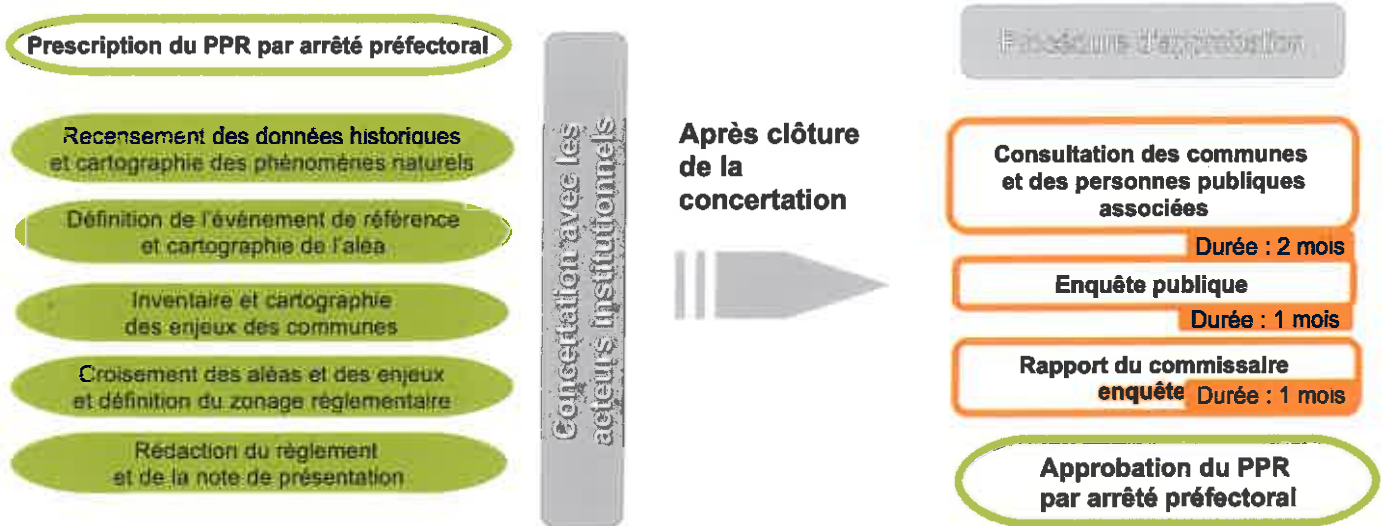 Prescription du PPR par arrêté préfectoral
Recensement des données historiques
et cartographie des phénomènes naturels
Définition de l'événement de référence
et cartographie de l'aléa
Inventaire et cartographie
des enjeux des communes
Croisement des aléas et des enjeux
et définition du zonage règlementaire
Rédaction du règlement
et de la note de présentation
Concertation avec les
acteurs institutionnels
Après clôture
de la
concertation
Procédure d'approbation
Consultation des communes
et des personnes publiques
associées
Durée : 2 mois
Enquête publique
Durée : 1 mois
Rapport du commissaire
enquête
Durée : 1 mois
Approbation du PPR
par arrêté préfectoral